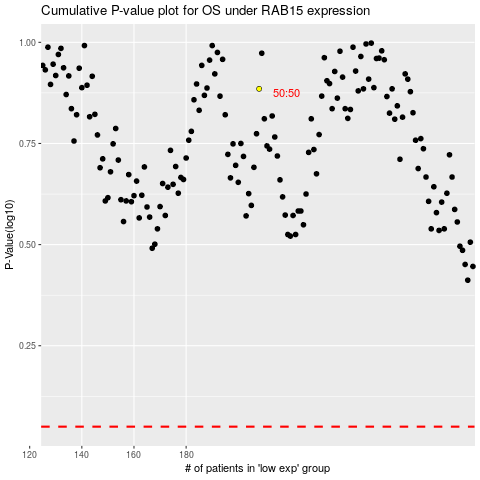 Cumulative P-value plot for OS under RAB15 expression
1.00
50:50
0.75
P-Value(log10)
0.50
0.25
120 140 160 180
# of patients in 'low exp' group